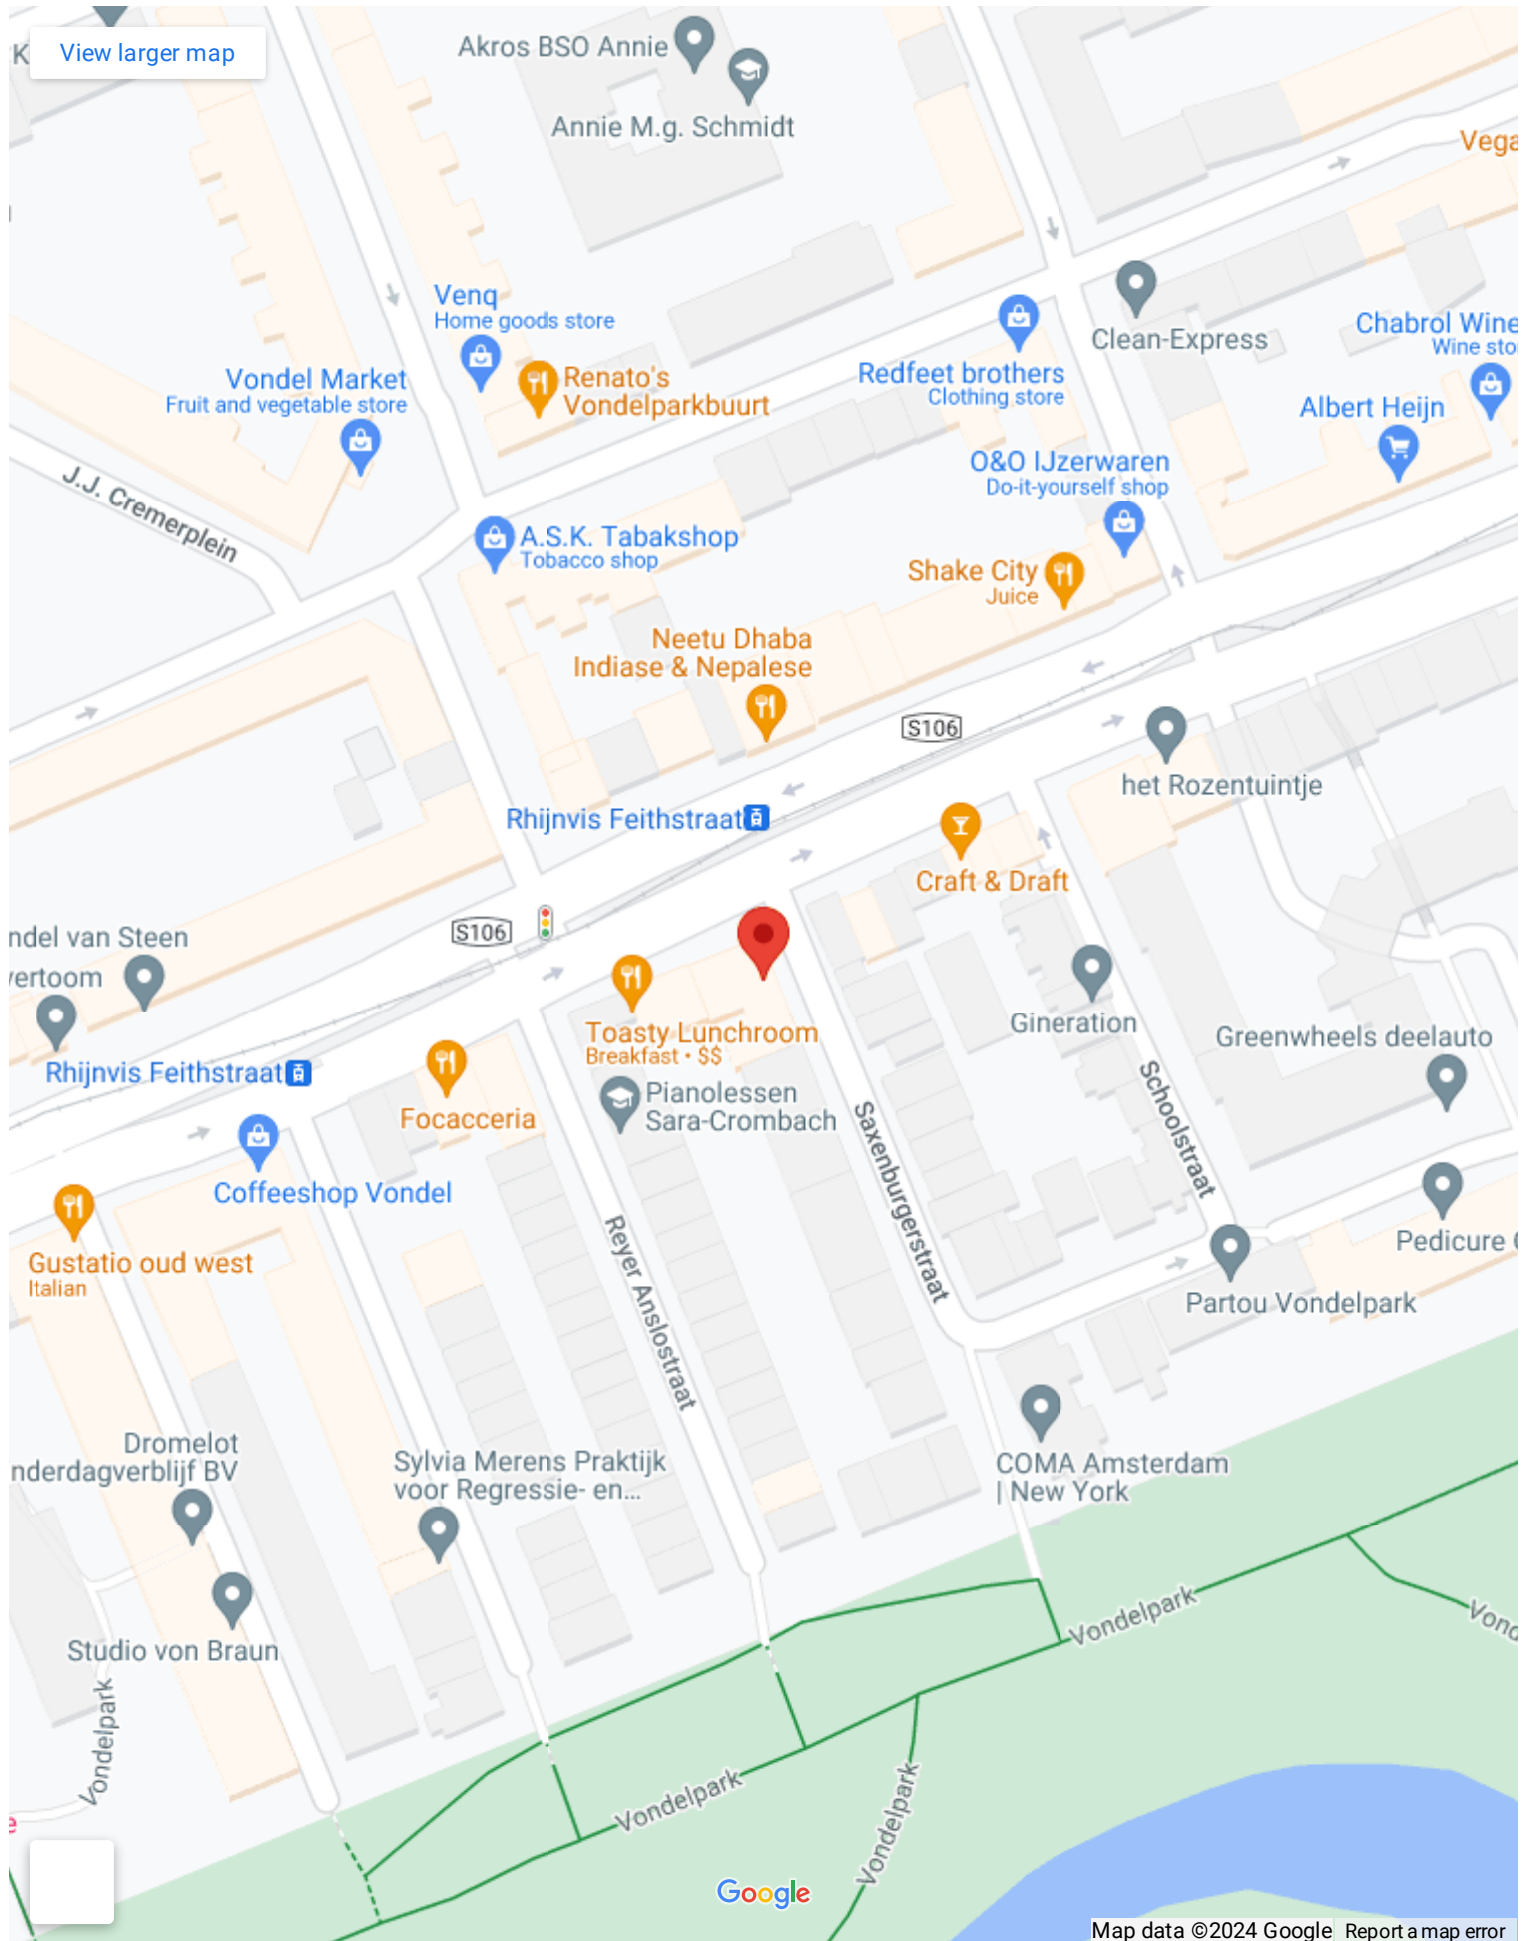 View larger map
Akros BSO Annie
Annie M.g. Schmidt
Vega
Venq
Home goods store
Clean-Express
Chabrol Wine
Wine sto
Vondel Market
Fruit and vegetable store
Renato's
Vondelparkbuurt
Redfeet brothers
Clothing store
Albert Heijn
J.J. Cremerplein
O&O IJzerwaren
Do-it-yourself shop
A.S.K. Tabakshop
Tobacco shop
Shake City
Juice
Neetu Dhaba
Indiase & Nepalese
S106
het Rozentuintje
Rhijnvis Feithstraat
Craft & Draft
S106
ndel van Steen
vertoom
Toasty Lunchroom
Breakfast • $$
Gineration
Greenwheels deelauto
Rhijnvis Feithstraat
Focacceria
Pianolessen
Sara-Crombach
Schoolstraat
Saxenburgerstraat
Coffeeshop Vondel
Reyer Anslostraat
Gustatio oud west
Italian
Pedicure
Partou Vondelpark
Dromelot
nderdagverblijf BV
Sylvia Merens Praktijk
voor Regressie- en...
COMA Amsterdam
| New York
Studio von Braun
Vondelpark
Vond
Vondelpark
Vondelpark
Vondelpark
Google
Map data ©2024 Google
Report a map error